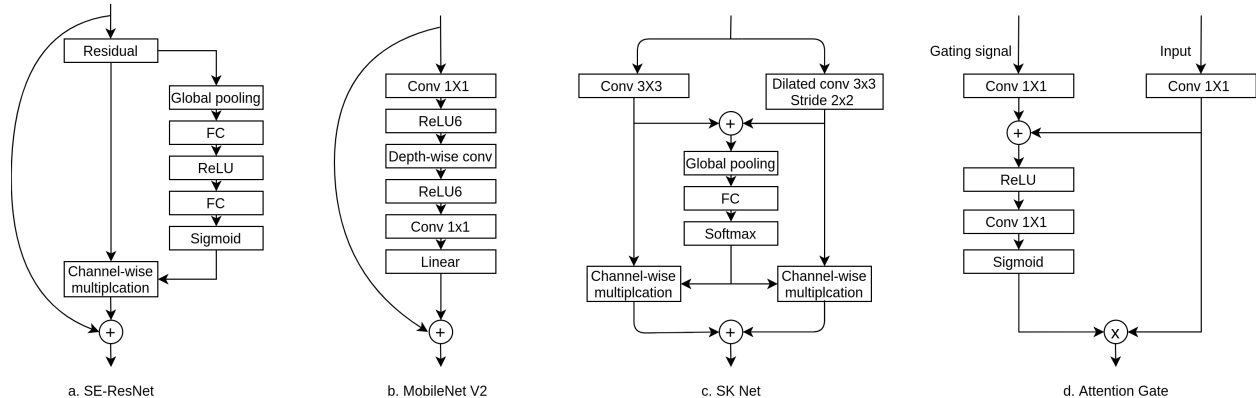 Residual
Global pooling
FC
ReLU
FC
Sigmoid
Channel-wise
multiplcation
+
a. SE-ResNet
Conv 1X1
ReLU6
Depth-wise conv
ReLU6
Conv 1x1
Linear
+
b. MobileNet V2
Conv 3X3
Dilated conv 3x3
Stride 2x2
+
Global pooling
FC
Softmax
Channel-wise
multiplcation
Channel-wise
multiplcation
+
c. SK Net
Gating signal
Input
Conv 1X1
Conv 1X1
+
ReLU
Conv 1X1
Sigmoid
x
d. Attention Gate